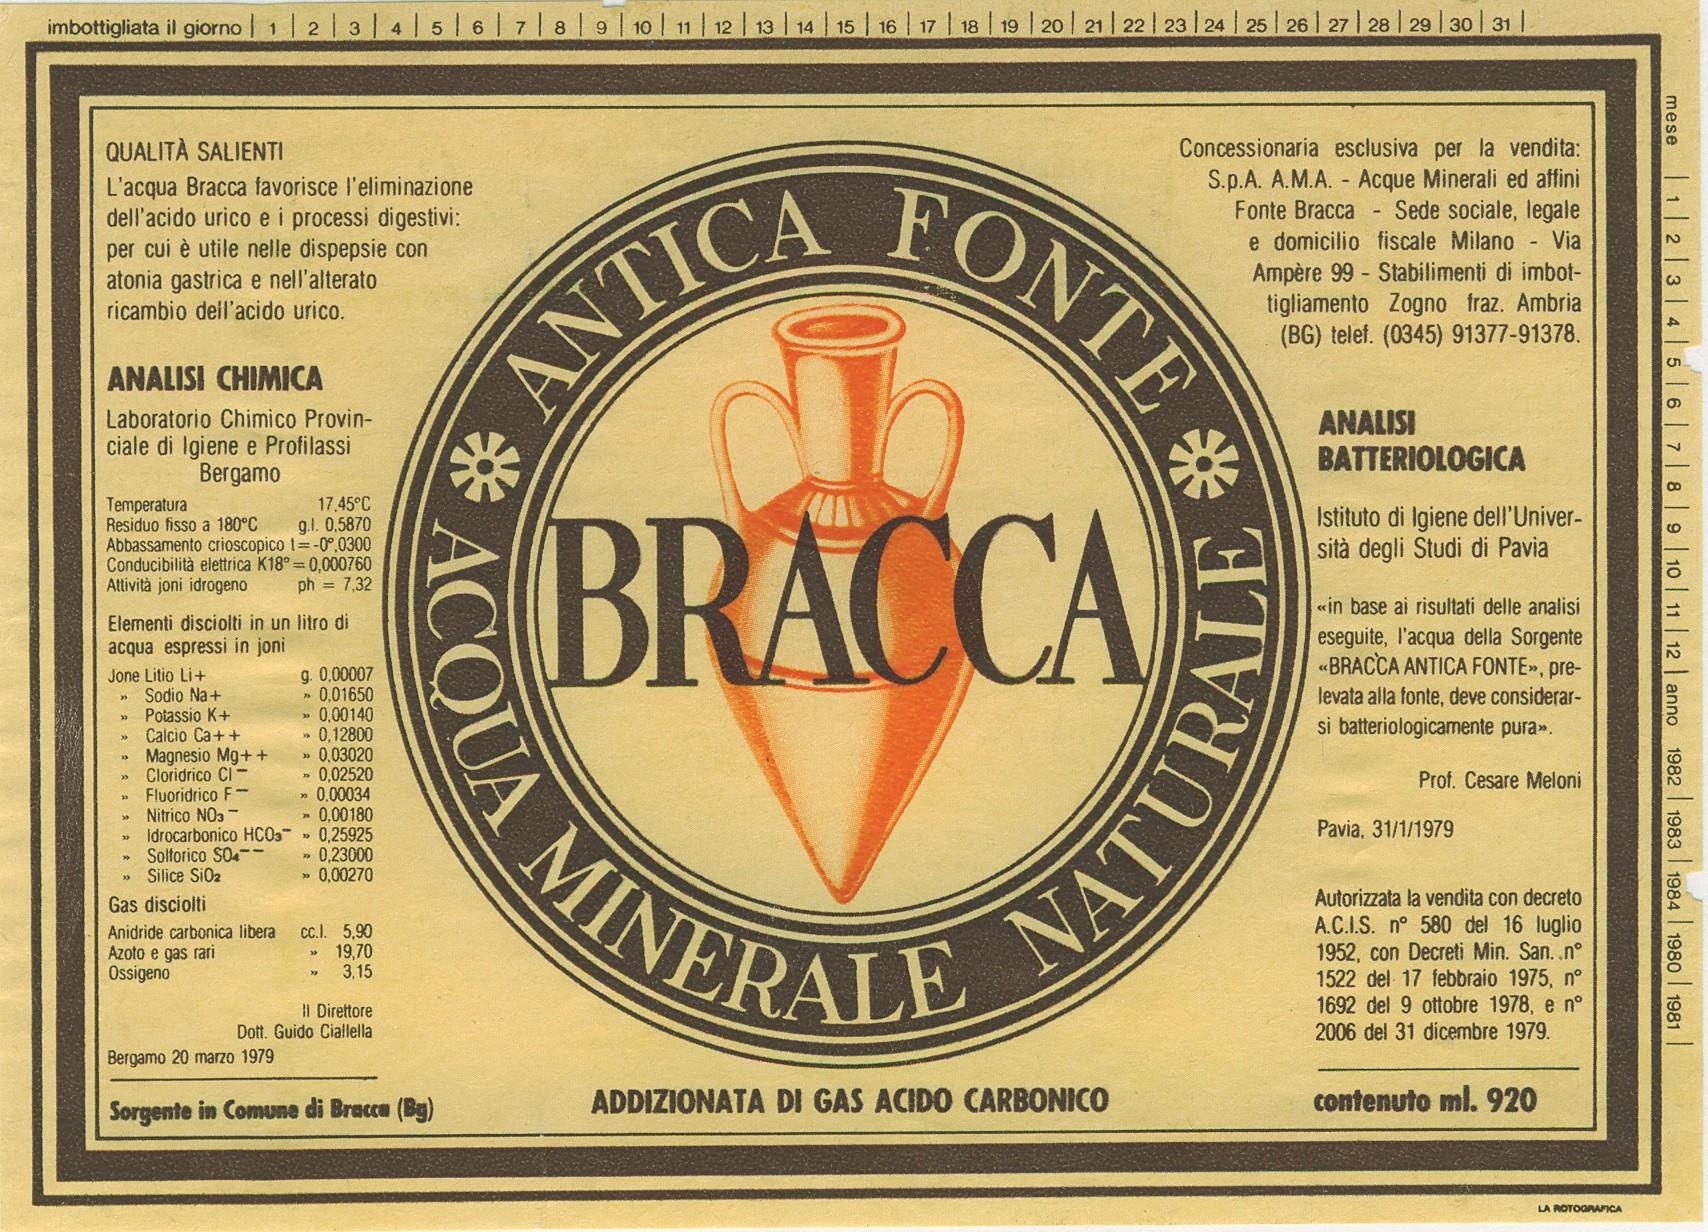 imbottigliata il giorno | 1 | 2 | 3 | 4 | 5 | 6 | 7 | 8 | 9 | 10 | 11 | 12 | 13 | 14 | 15 | 16 | 17 | 18 | 19 | 20 | 21 | 22 | 23 | 24 | 25 | 26 | 27 | 28 | 29 | 30 | 31 |
QUALITÀ SALIENTI
L'acqua Bracca favorisce l'eliminazione
dell'acido urico e i processi digestivi:
per cui è utile nelle dispepsie con
atonia gastrica e nell'alterato
ricambio dell'acido urico.
ANALISI CHIMICA
Laboratorio Chimico Provin-
ciale di Igiene e Profilassi
Bergamo
Temperatura 17,45°C
Residuo fisso a 180°C g.l. 0,5870
Abbassamento crioscopico t=-0°,0300
Conducibilità elettrica K18°=0,000760
Attività joni idrogeno ph = 7,32
Elementi disciolti in un litro di
acqua espressi in joni
Jone Litio Li+ g. 0,00007
» Sodio Na+ » 0,01650
» Potassio K+ » 0,00140
» Calcio Ca++ » 0,12800
» Magnesio Mg++ » 0,03020
» Cloridrico Cl− » 0,02520
» Fluoridrico F− » 0,00034
» Nitrico NO₃− » 0,00180
» Idrocarbonico HCO₃− » 0,25925
» Solforico SO₄−− » 0,23000
» Silice SiO₂ » 0,00270
Gas disciolti
Anidride carbonica libera cc.l. 5,90
Azoto e gas rari » 19,70
Ossigeno » 3,15
Il Direttore
Dott. Guido Ciallella
Bergamo 20 marzo 1979
Sorgente in Comune di Bracca (Bg)
ANTICA FONTE
BRACCA
ACQUA MINERALE NATURALE
ADDIZIONATA DI GAS ACIDO CARBONICO
Concessionaria esclusiva per la vendita:
S.p.A. A.M.A. - Acque Minerali ed affini
Fonte Bracca - Sede sociale, legale
e domicilio fiscale Milano - Via
Ampère 99 - Stabilimenti di imbot-
tigliamento Zogno fraz. Ambria
(BG) telef. (0345) 91377-91378.
ANALISI
BATTERIOLOGICA
Istituto di Igiene dell'Univer-
sità degli Studi di Pavia
«in base ai risultati delle analisi
eseguite, l'acqua della Sorgente
«BRACCA ANTICA FONTE», pre-
levata alla fonte, deve considerar-
si batteriologicamente pura».
Prof. Cesare Meloni
Pavia, 31/1/1979
Autorizzata la vendita con decreto
A.C.I.S. n° 580 del 16 luglio
1952, con Decreti Min. San. n°
1522 del 17 febbraio 1975, n°
1692 del 9 ottobre 1978, e n°
2006 del 31 dicembre 1979.
contenuto ml. 920
mese | 1 | 2 | 3 | 4 | 5 | 6 | 7 | 8 | 9 | 10 | 11 | 12 | anno 1982 | 1983 | 1984 | 1980 | 1981 |
LA ROTOGRAFICA